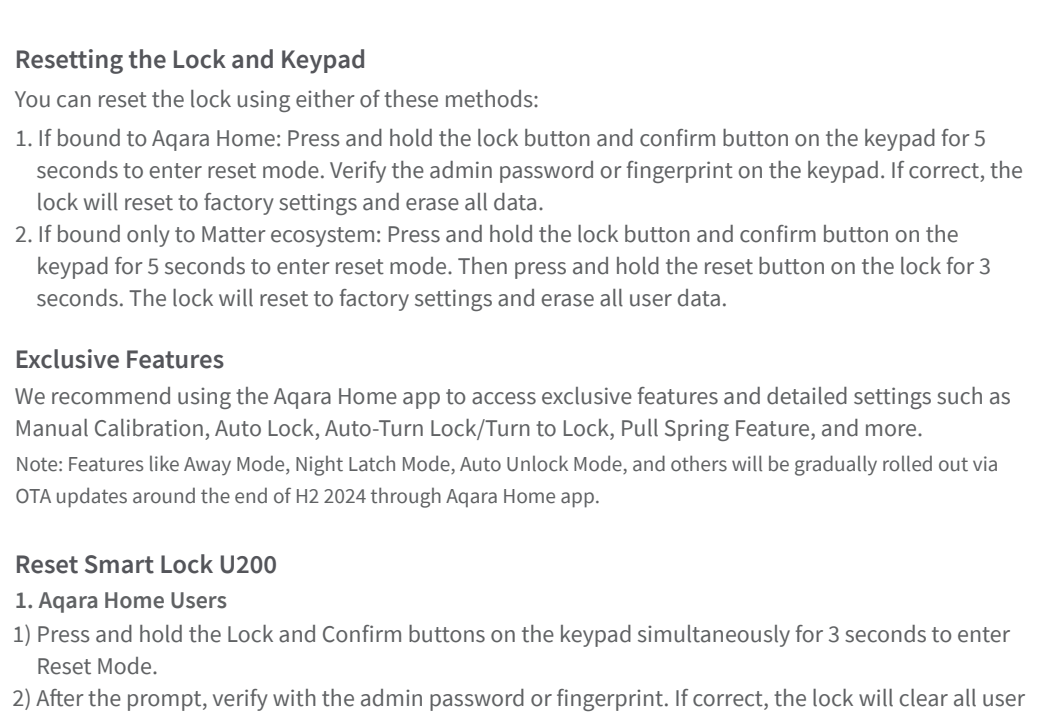 Resetting the Lock and Keypad
You can reset the lock using either of these methods:
1. If bound to Aqara Home: Press and hold the lock button and confirm button on the keypad for 5
seconds to enter reset mode. Verify the admin password or fingerprint on the keypad. If correct, the
lock will reset to factory settings and erase all data.
2. If bound only to Matter ecosystem: Press and hold the lock button and confirm button on the
keypad for 5 seconds to enter reset mode. Then press and hold the reset button on the lock for 3
seconds. The lock will reset to factory settings and erase all user data.
Exclusive Features
We recommend using the Aqara Home app to access exclusive features and detailed settings such as
Manual Calibration, Auto Lock, Auto-Turn Lock/Turn to Lock, Pull Spring Feature, and more.
Note: Features like Away Mode, Night Latch Mode, Auto Unlock Mode, and others will be gradually rolled out via
OTA updates around the end of H2 2024 through Aqara Home app.
Reset Smart Lock U200
1. Aqara Home Users
1) Press and hold the Lock and Confirm buttons on the keypad simultaneously for 3 seconds to enter
Reset Mode.
2) After the prompt, verify with the admin password or fingerprint. If correct, the lock will clear all user